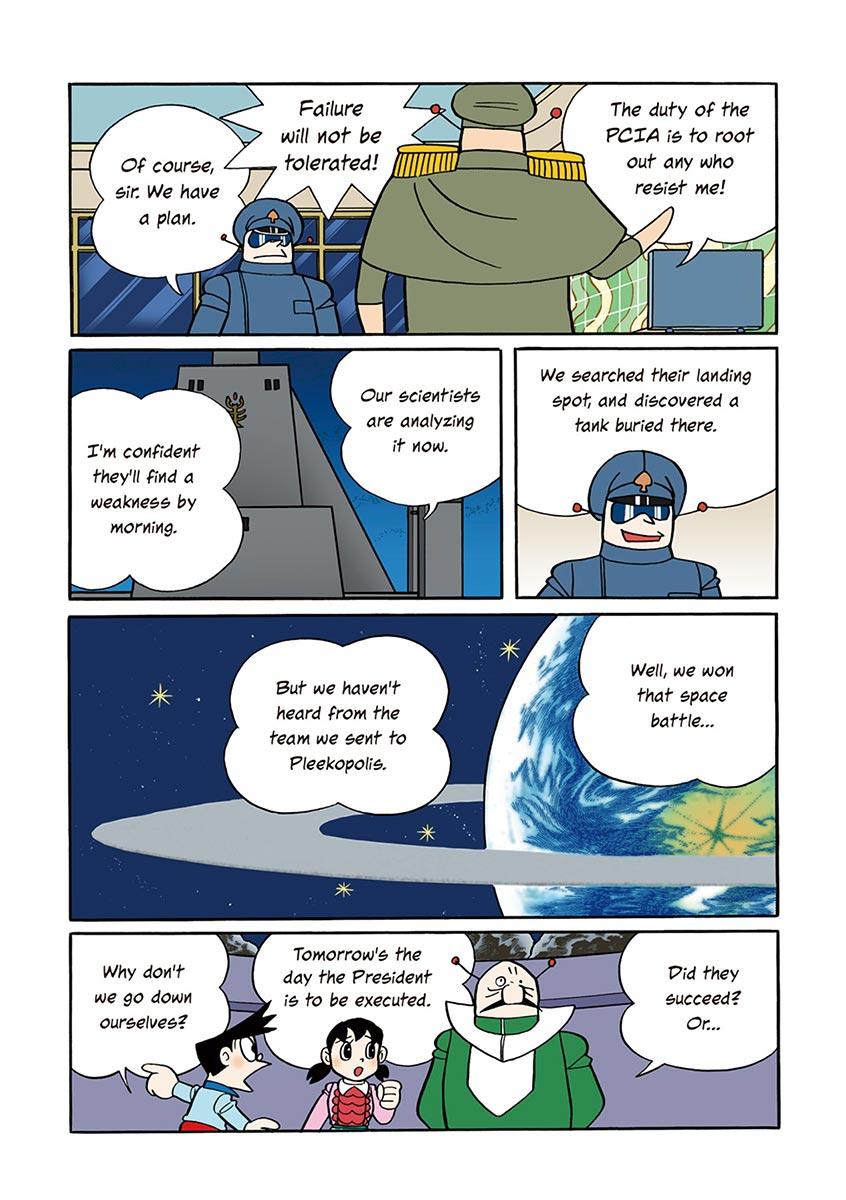 The duty of the
PCIA is to root
out any who
resist me!
Failure
will not be
tolerated!
Of course,
sir. We have
a plan.
We searched their landing
spot, and discovered a
tank buried there.
Our scientists
are analyzing
it now.
I'm confident
they'll find a
weakness by
morning.
Well, we won
that space
battle...
But we haven't
heard from the
team we sent to
Pleekopolis.
Did they
succeed?
Or...
Tomorrow's the
day the President
is to be executed.
Why don't
we go down
ourselves?